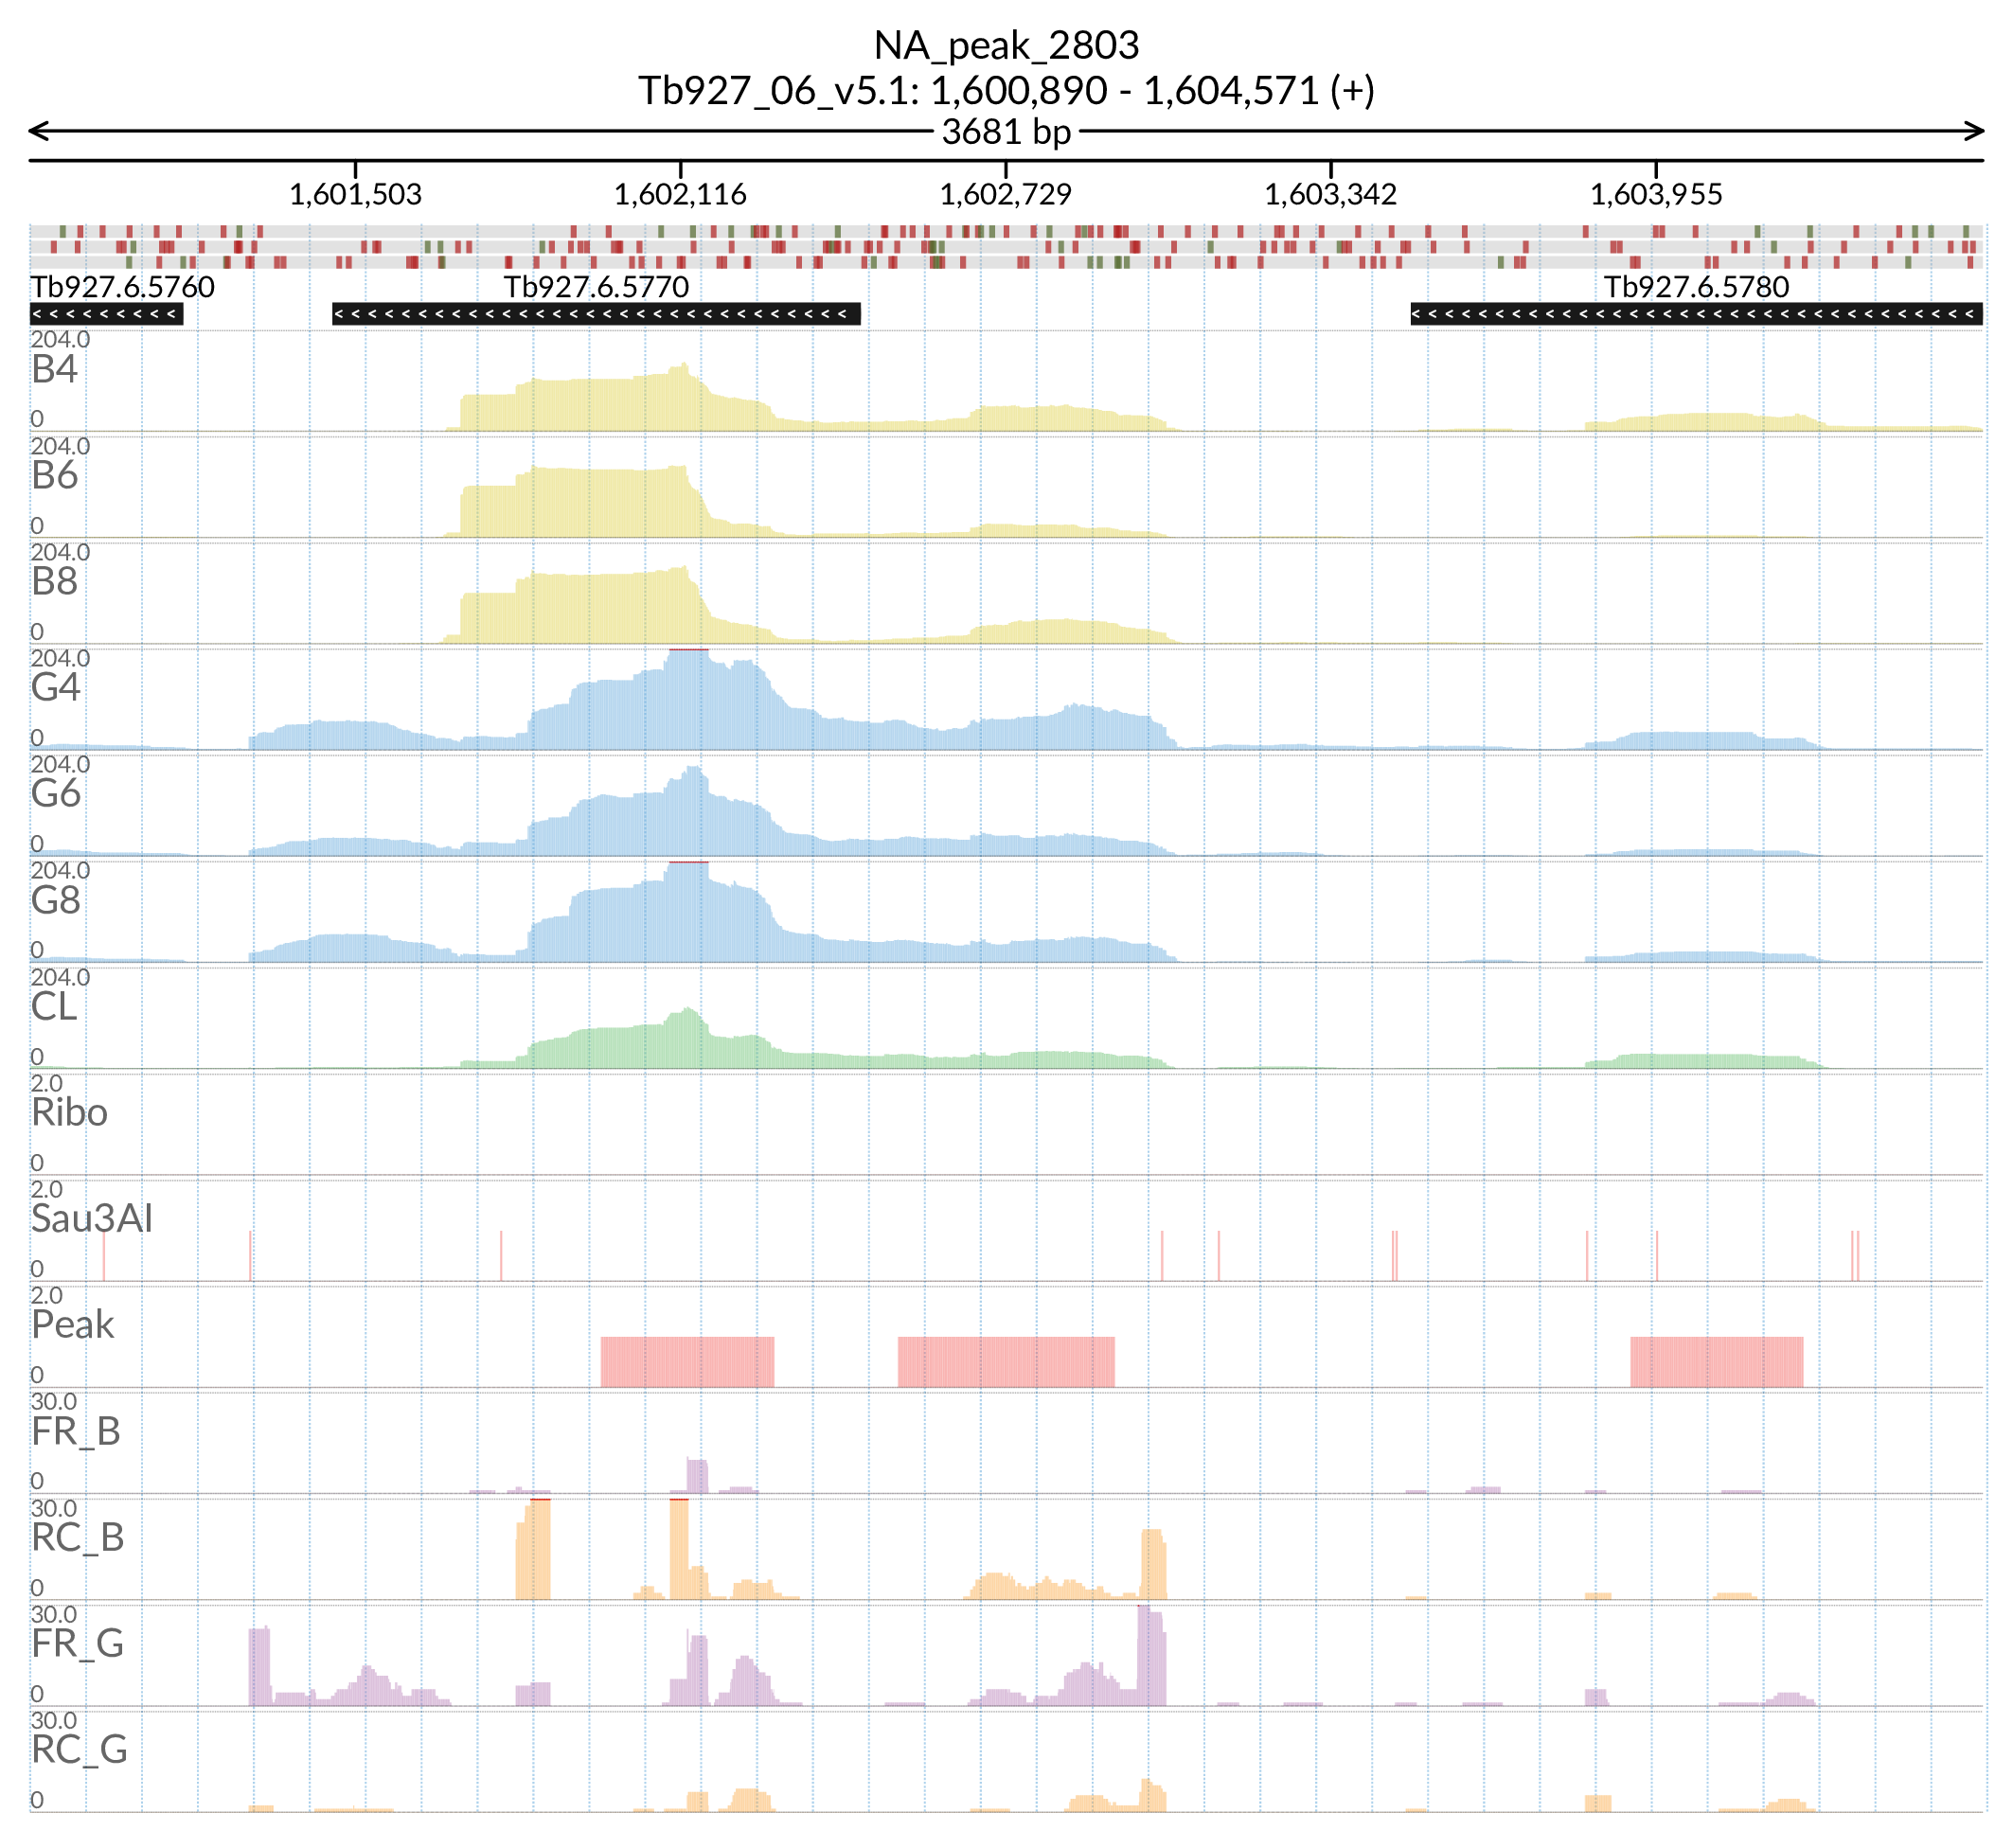 NA_peak_2803
Tb927_06_v5.1: 1,600,890 - 1,604,571 (+)
3681 bp
1,601,503 1,602,116 1,602,729 1,603,342 1,603,955
Tb927.6.5760 Tb927.6.5770 Tb927.6.5780
204.0
B4
0
204.0
B6
0
204.0
B8
0
204.0
G4
0
204.0
G6
0
204.0
G8
0
204.0
CL
0
2.0
Ribo
0
2.0
Sau3AI
0
2.0
Peak
0
30.0
FR_B
0
30.0
RC_B
0
30.0
FR_G
0
30.0
RC_G
0